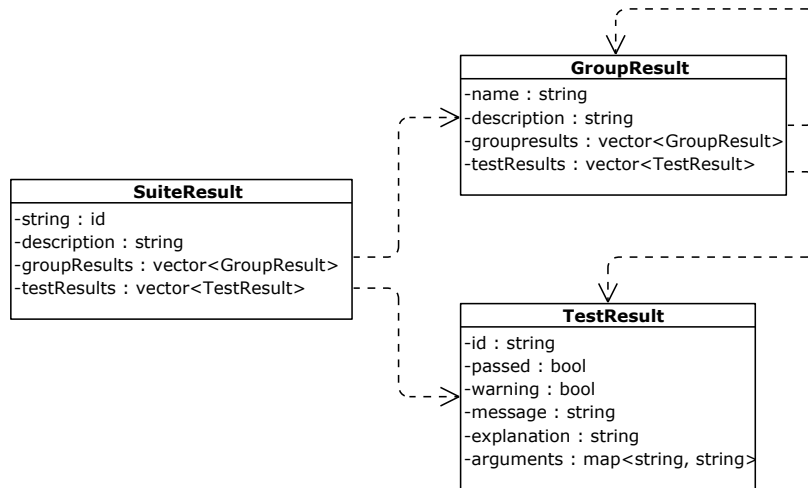 GroupResult
-name : string
-description : string
-groupresults : vector<GroupResult>
-testResults : vector<TestResult>
SuiteResult
-string : id
-description : string
-groupResults : vector<GroupResult>
-testResults : vector<TestResult>
TestResult
-id : string
-passed : bool
-warning : bool
-message : string
-explanation : string
-arguments : map<string, string>